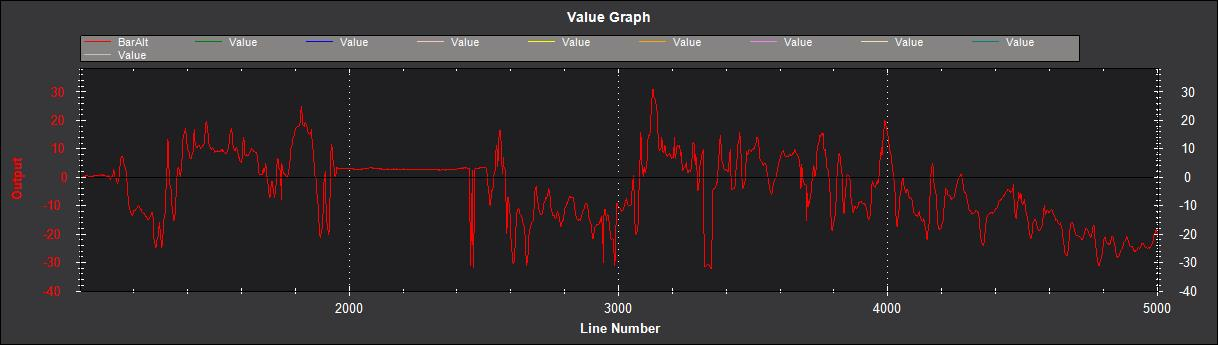 Value Graph
BarAlt Value Value Value Value Value Value Value Value
Value
30 30
20 20
10 10
0 0
-10 -10
-20 -20
-30 -30
-40 -40
Output
2000 3000 4000 5000
Line Number